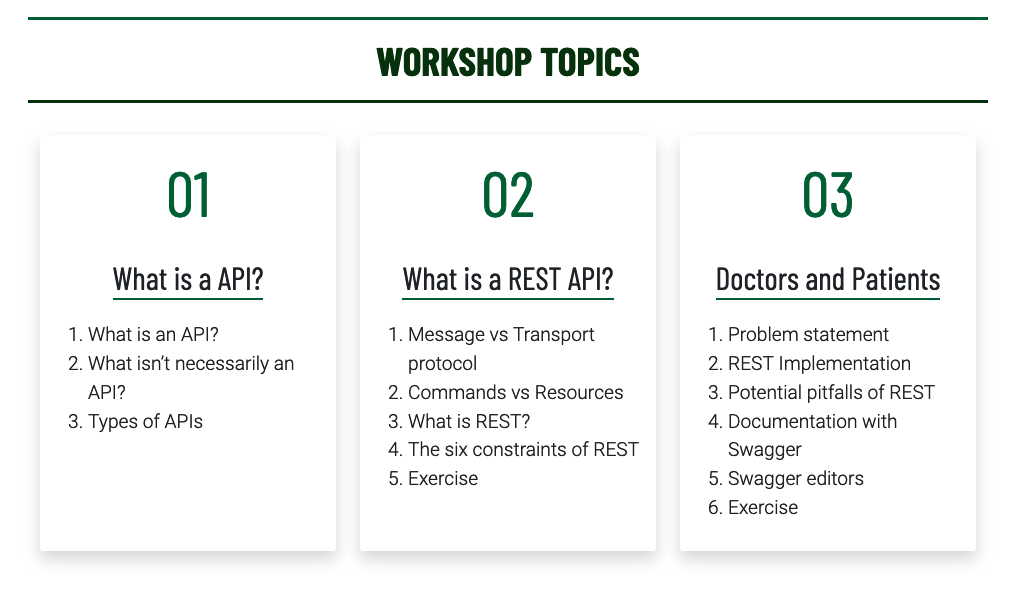 WORKSHOP TOPICS
01
What is a API?
1. What is an API?
2. What isn’t necessarily an
API?
3. Types of APIs
02
What is a REST API?
1. Message vs Transport
protocol
2. Commands vs Resources
3. What is REST?
4. The six constraints of REST
5. Exercise
03
Doctors and Patients
1. Problem statement
2. REST Implementation
3. Potential pitfalls of REST
4. Documentation with
Swagger
5. Swagger editors
6. Exercise